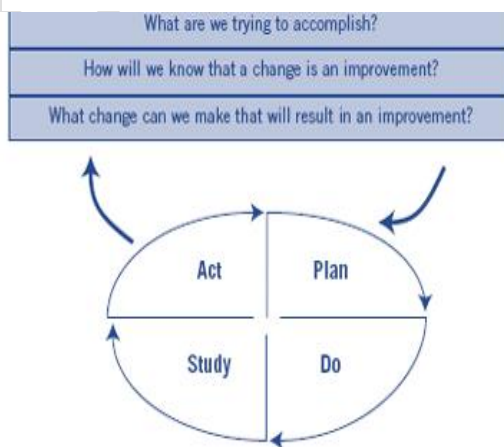 What are we trying to accomplish?
How will we know that a change is an improvement?
What change can we make that will result in an improvement?
Act Plan
Study Do